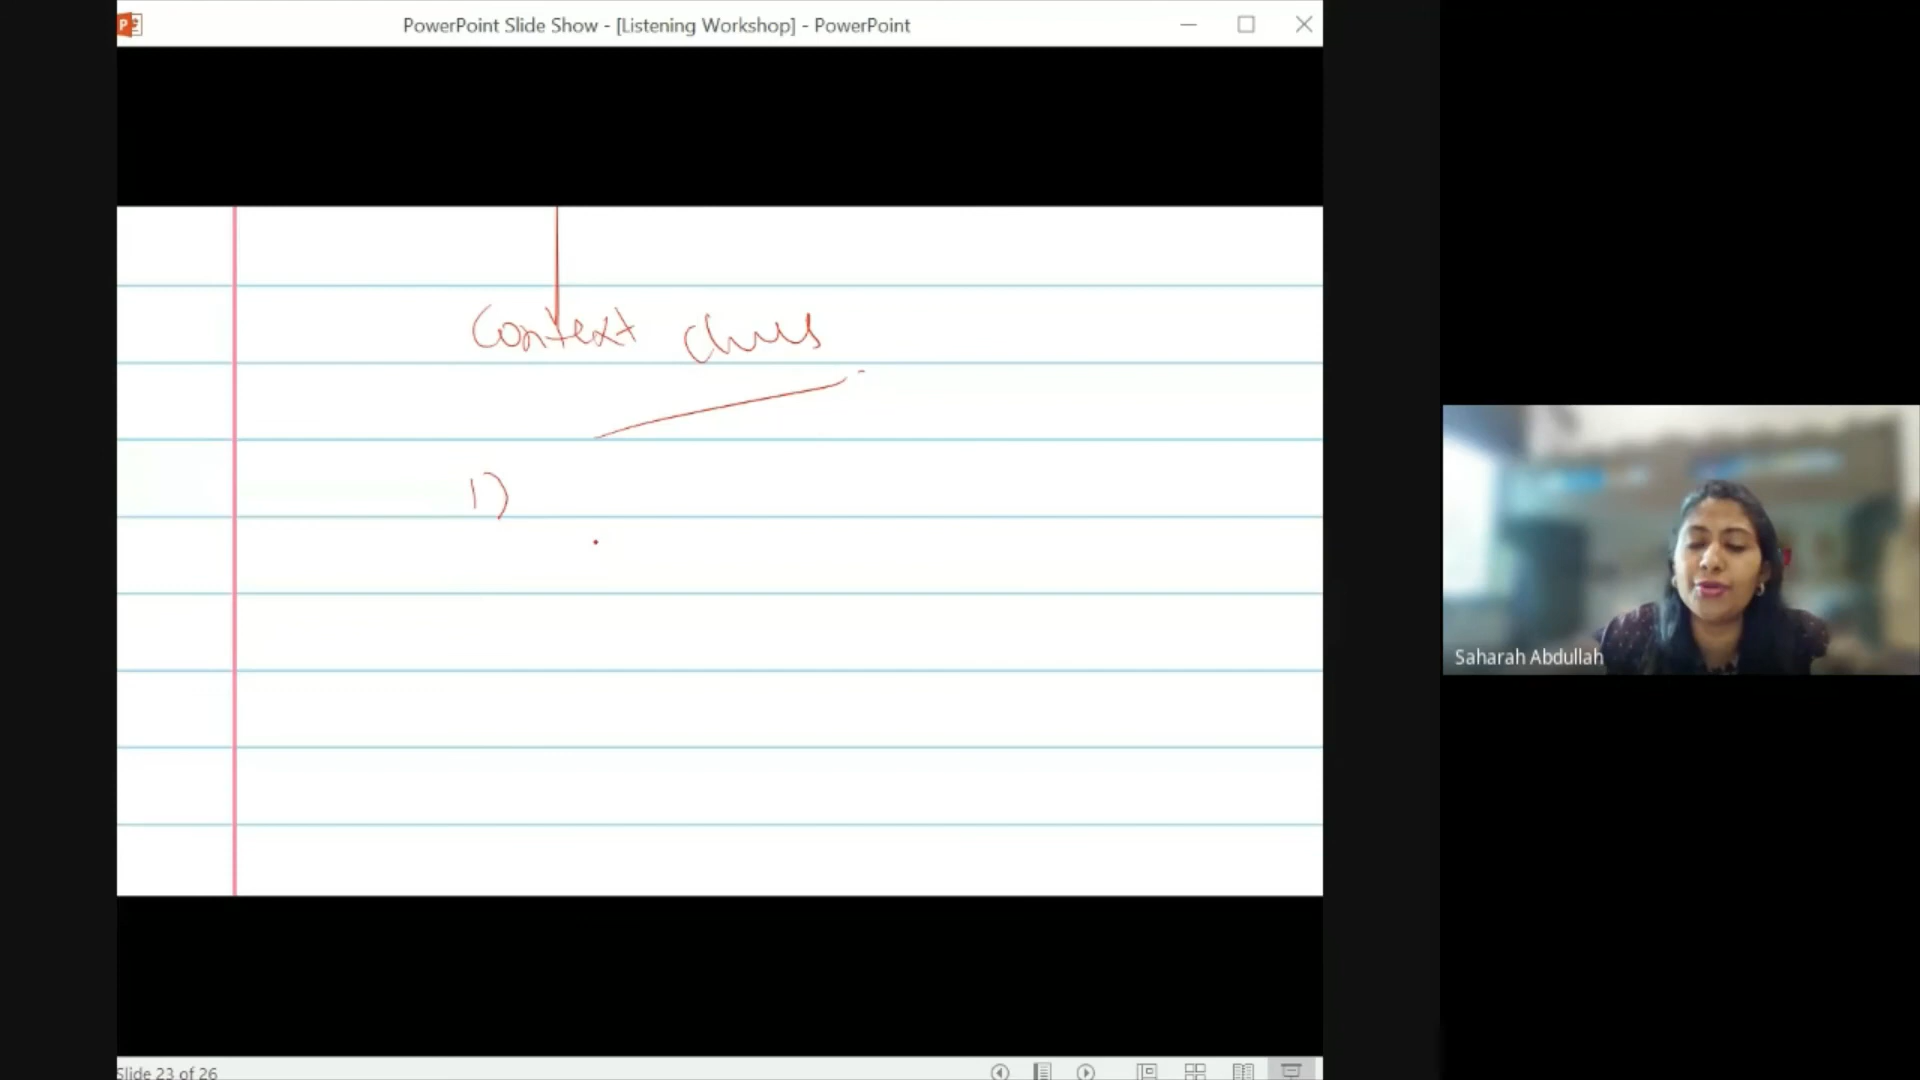 PowerPoint Slide Show - [Listening Workshop] - PowerPoint
Context clues
1)
Saharah Abdullah
Slide 23 of 26